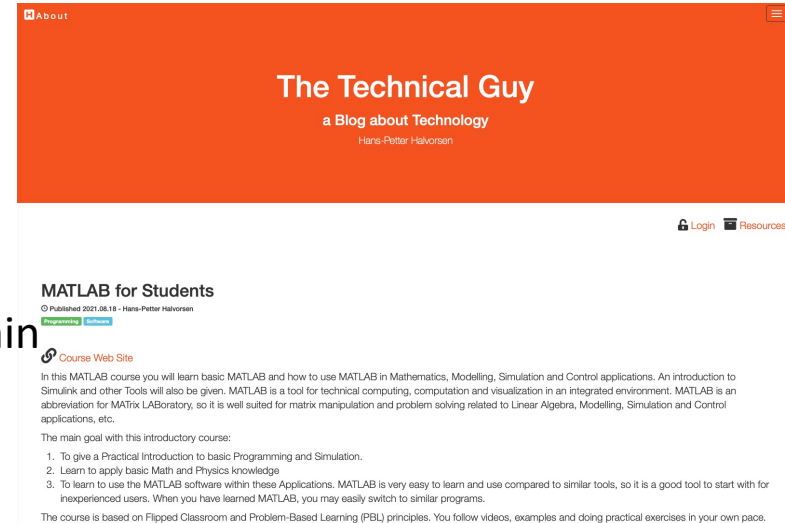 H About
The Technical Guy
a Blog about Technology
Hans-Petter Halvorsen
Login Resources
MATLAB for Students
Published 2021.08.18 - Hans-Petter Halvorsen
Programming Software
in
Course Web Site
In this MATLAB course you will learn basic MATLAB and how to use MATLAB in Mathematics, Modelling, Simulation and Control applications. An introduction to
Simulink and other Tools will also be given. MATLAB is a tool for technical computing, computation and visualization in an integrated environment. MATLAB is an
abbreviation for MATrix LABoratory, so it is well suited for matrix manipulation and problem solving related to Linear Algebra, Modelling, Simulation and Control
applications, etc.
The main goal with this introductory course:
1. To give a Practical Introduction to basic Programming and Simulation.
2. Learn to apply basic Math and Physics knowledge
3. To learn to use the MATLAB software within these Applications. MATLAB is very easy to learn and use compared to similar tools, so it is a good tool to start with for
inexperienced users. When you have learned MATLAB, you may easily switch to similar programs.
The course is based on Flipped Classroom and Problem-Based Learning (PBL) principles. You follow videos, examples and doing practical exercises in your own pace.